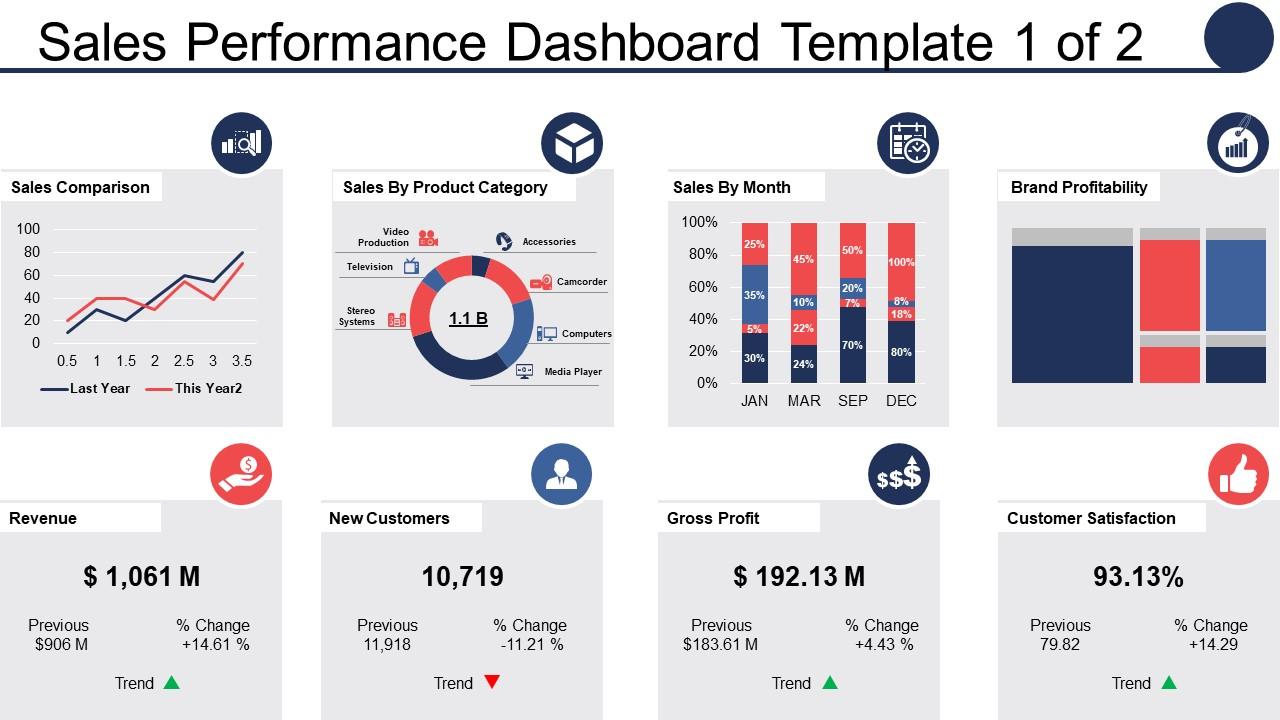 Sales Performance Dashboard Template 1 of 2
Sales Comparison
100
80
60
40
20
0
0.5 1 1.5 2 2.5 3 3.5
Last Year This Year2
Sales By Product Category
Video
Production
Accessories
Television
Camcorder
Stereo
Systems
1.1 B
Computers
Media Player
Sales By Month
100%
80%
60%
40%
20%
0%
25%
35%
5%
30%
45%
10%
22%
24%
50%
20%
7%
70%
100%
8%
18%
80%
JAN MAR SEP DEC
Brand Profitability
Revenue
$ 1,061 M
Previous % Change
$906 M +14.61 %
Trend
New Customers
10,719
Previous % Change
11,918 -11.21 %
Trend
$$$
Gross Profit
$ 192.13 M
Previous % Change
$183.61 M +4.43 %
Trend
Customer Satisfaction
93.13%
Previous % Change
79.82 +14.29
Trend